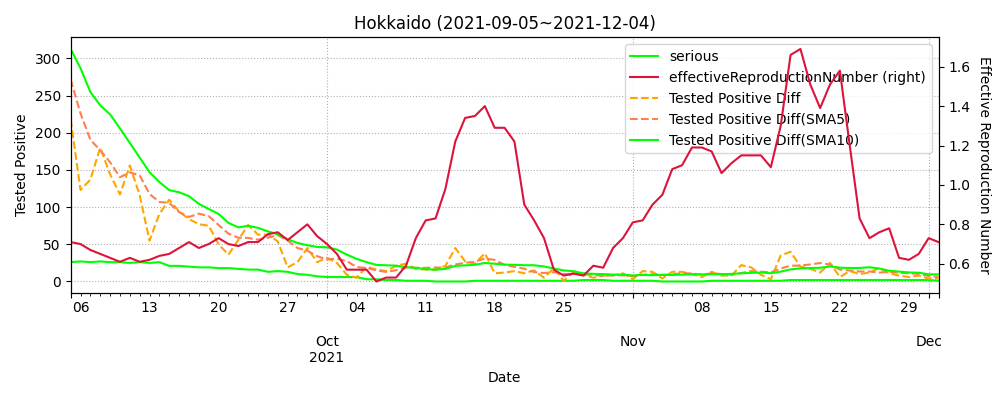 Hokkaido (2021-09-05~2021-12-04)
serious
effectiveReproductionNumber (right)
Tested Positive Diff
Tested Positive Diff(SMA5)
Tested Positive Diff(SMA10)
Tested Positive
300
250
200
150
100
50
0
Effective Reproduction Number
1.6
1.4
1.2
1.0
0.8
0.6
06 13 20 27 04 11 18 25 08 15 22 29
Oct Nov Dec
2021
Date